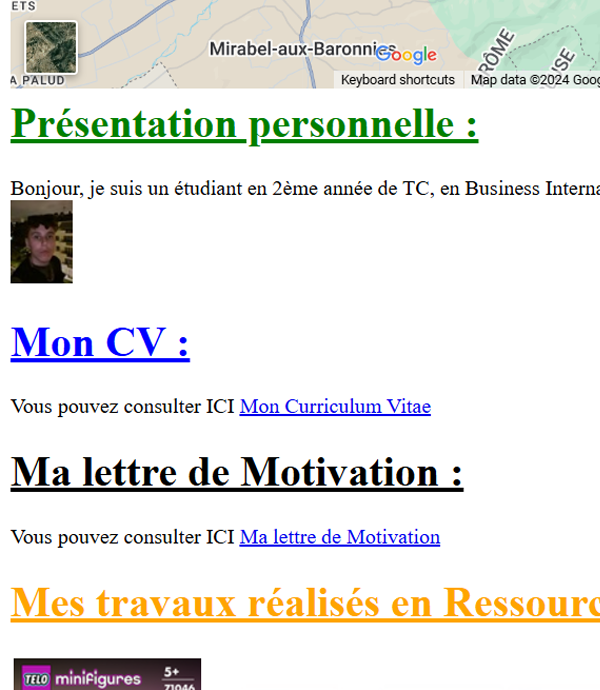 ETS
Mirabel-aux-Baronnies
Google
DRÔME
A PALUD
Keyboard shortcuts
Map data ©2024 Goog
Présentation personnelle :
Bonjour, je suis un étudiant en 2ème année de TC, en Business Interna
Mon CV :
Vous pouvez consulter ICI Mon Curriculum Vitae
Ma lettre de Motivation :
Vous pouvez consulter ICI Ma lettre de Motivation
Mes travaux réalisés en Ressourc
TELO minifigures 5+
71046